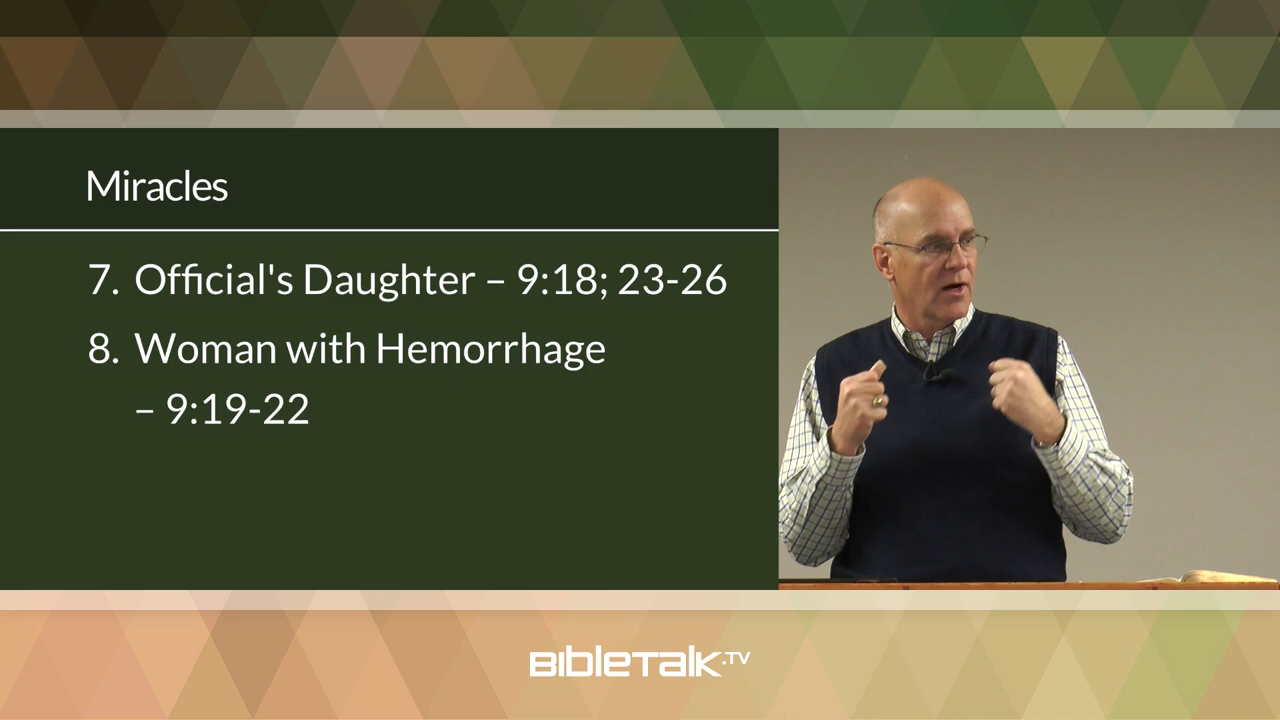 Miracles
7. Official's Daughter – 9:18; 23-26
8. Woman with Hemorrhage
– 9:19-22
BIBLETALK.TV